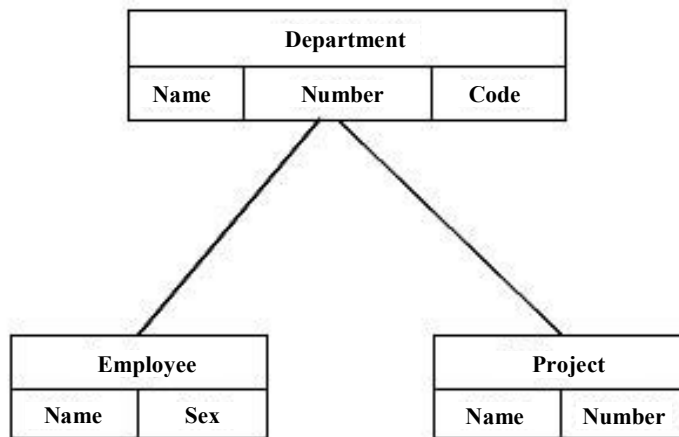 Department
Name Number Code
Employee
Name Sex
Project
Name Number